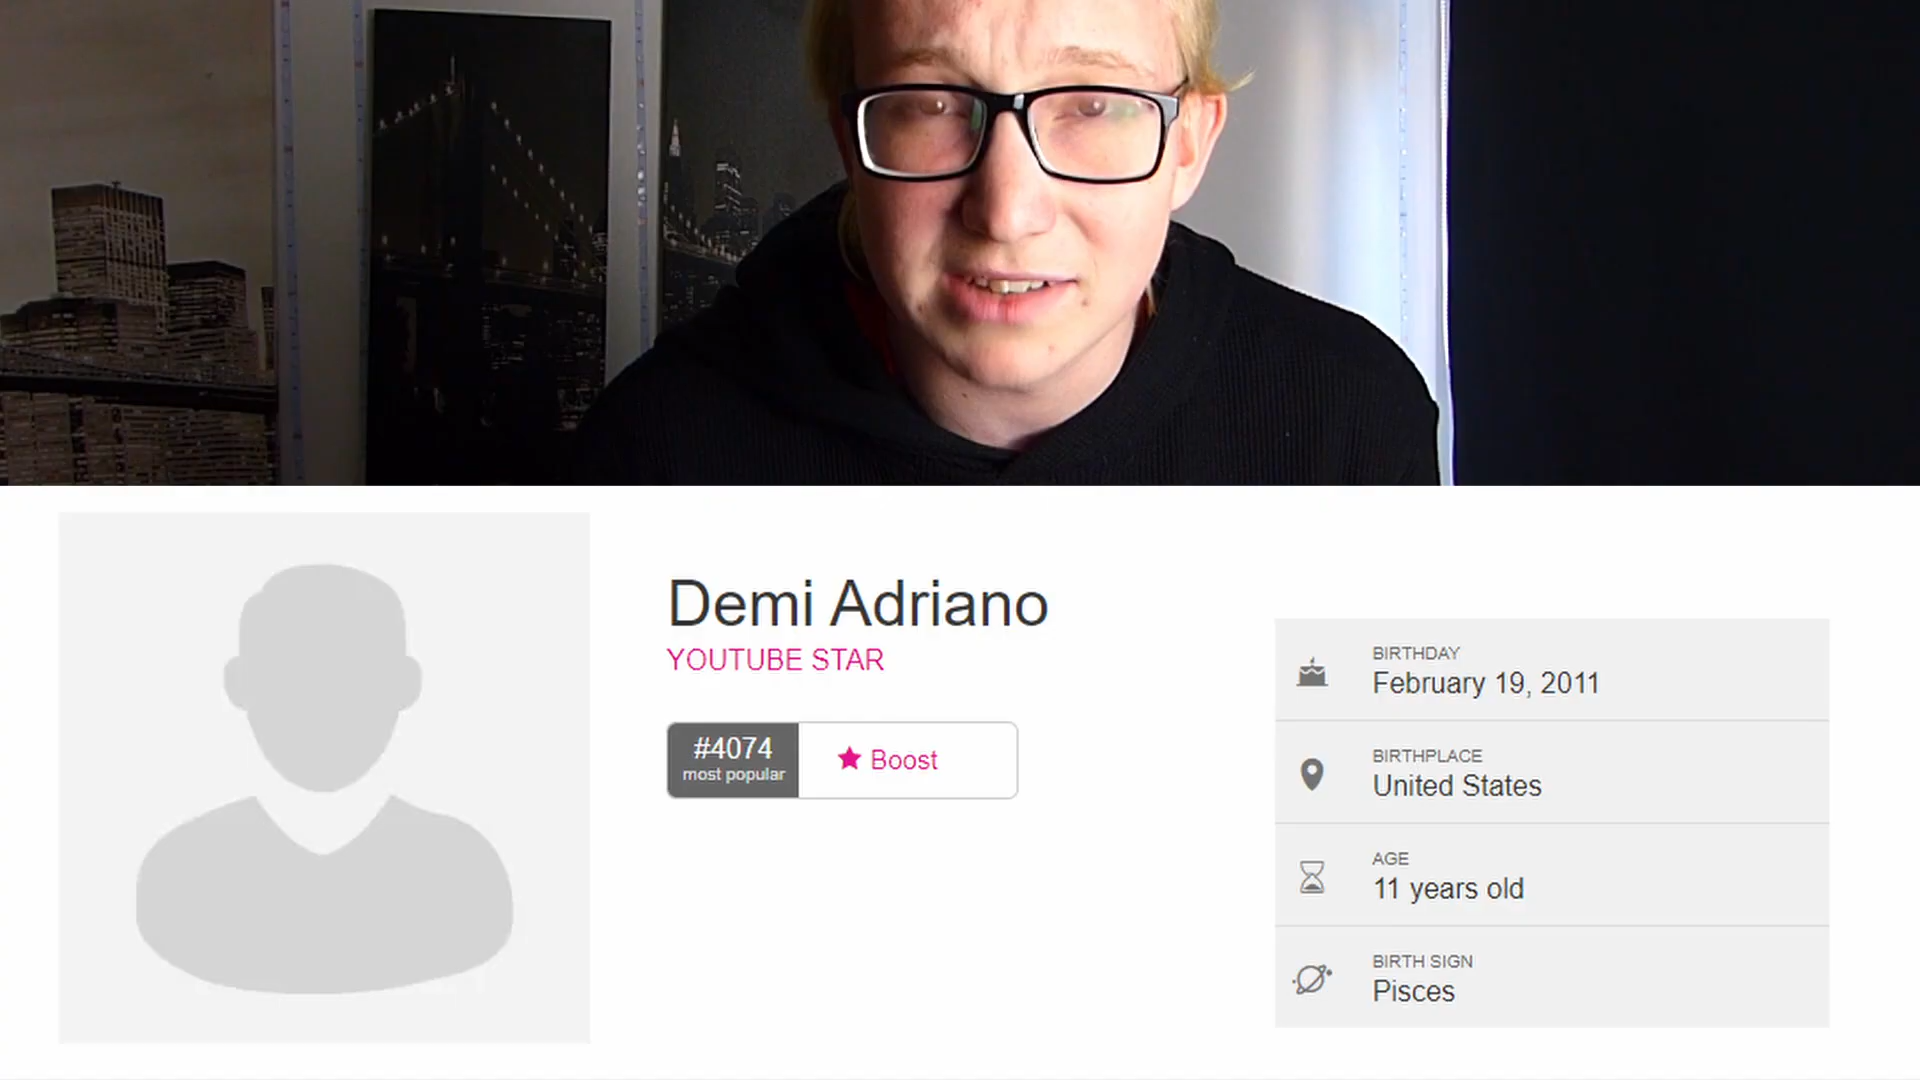 Demi Adriano
YOUTUBE STAR
#4074
most popular
Boost
BIRTHDAY
February 19, 2011
BIRTHPLACE
United States
AGE
11 years old
BIRTH SIGN
Pisces